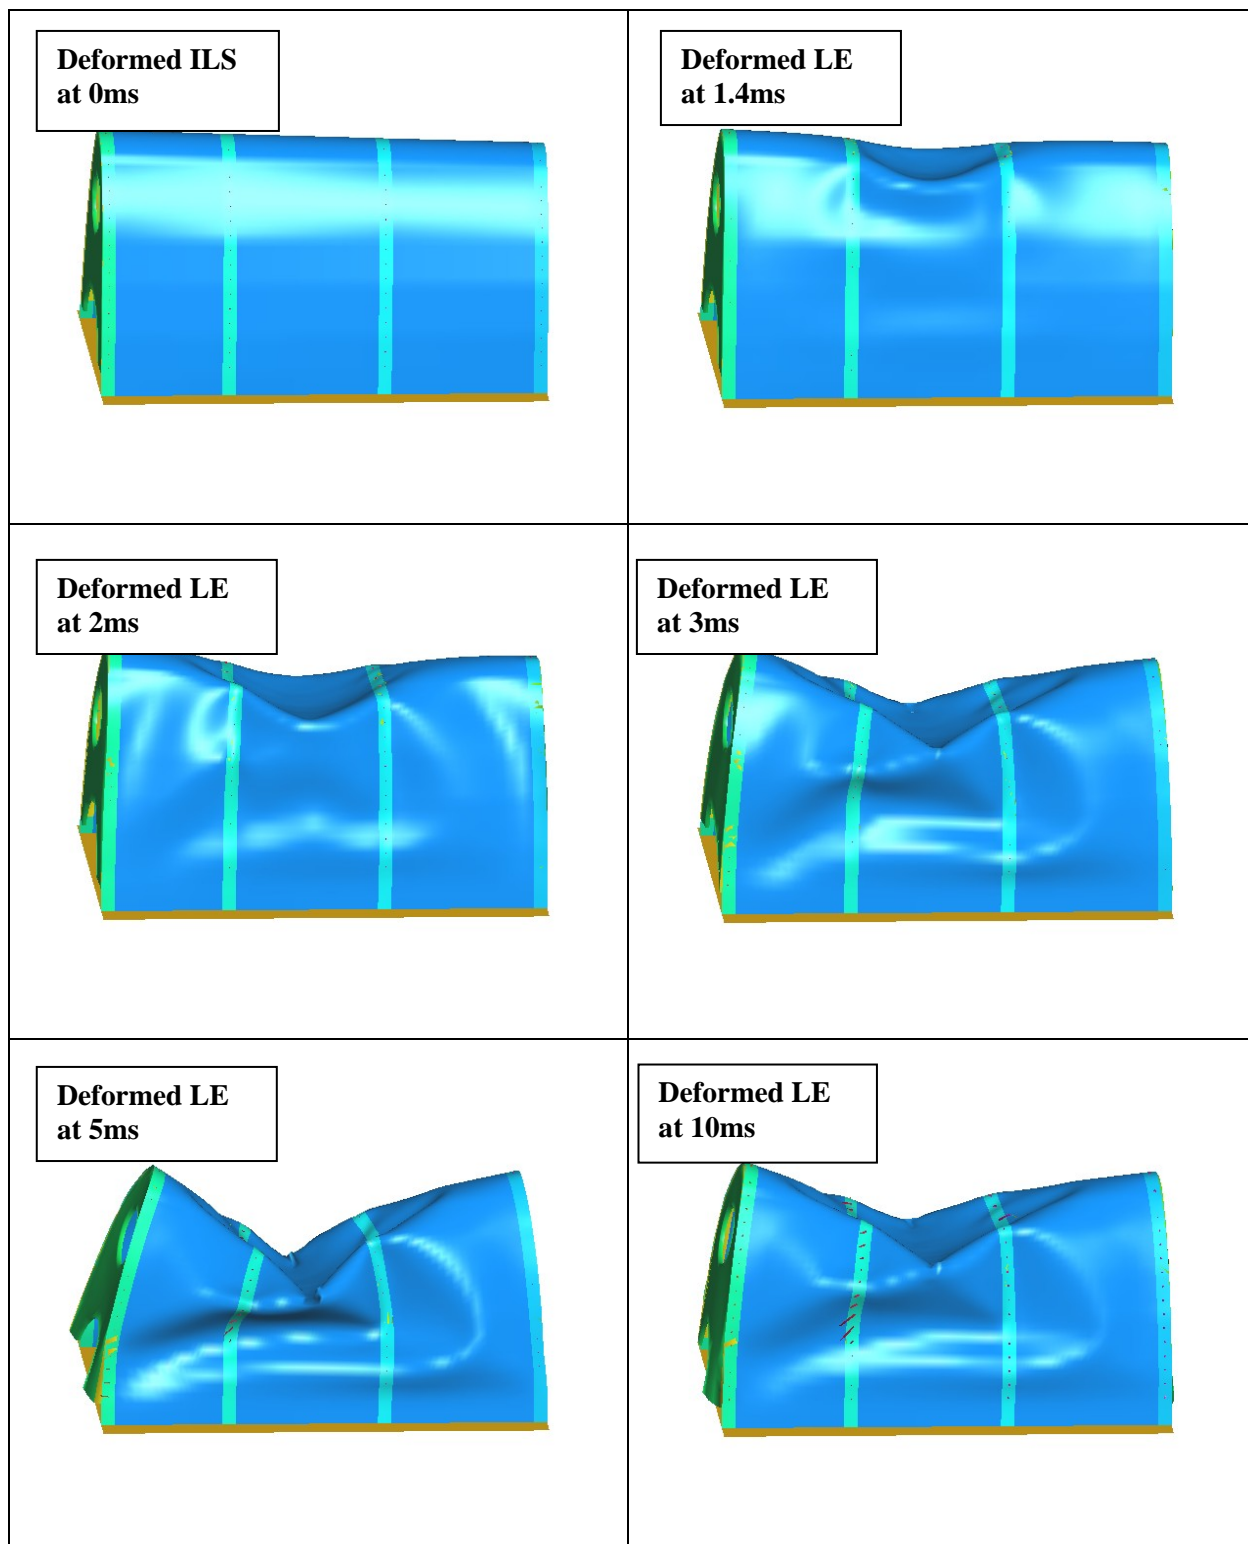 Deformed ILS
at 0ms
Deformed LE
at 1.4ms
Deformed LE
at 2ms
Deformed LE
at 3ms
Deformed LE
at 5ms
Deformed LE
at 10ms